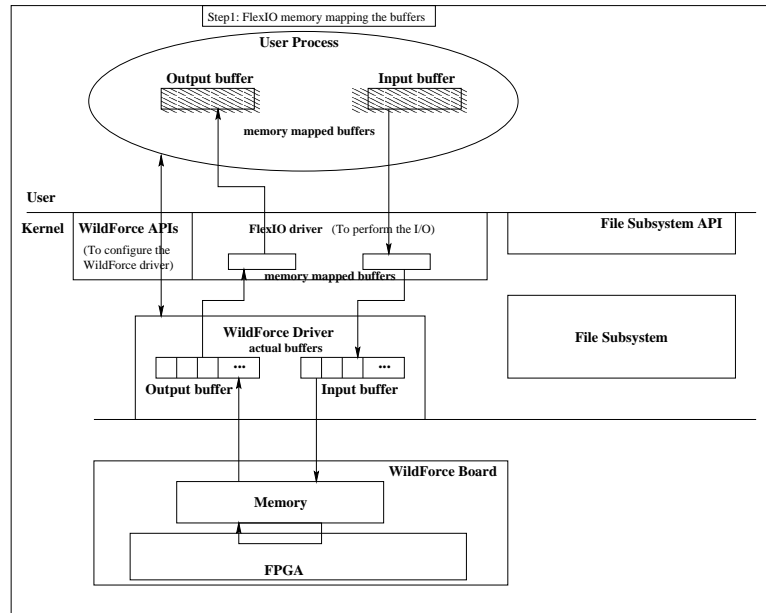 Step1: FlexIO memory mapping the buffers
User Process
Output buffer
Input buffer
memory mapped buffers
User
Kernel
WildForce APIs
(To configure the
WildForce driver)
FlexIO driver (To perform the I/O)
memory mapped buffers
File Subsystem API
WildForce Driver
actual buffers
...
...
Output buffer
Input buffer
File Subsystem
WildForce Board
Memory
FPGA